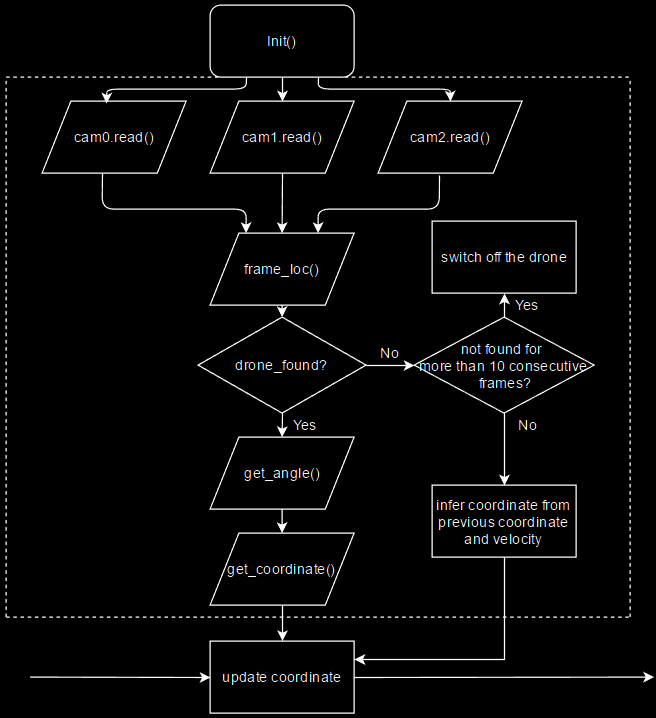 Init()
cam0.read()
cam1.read()
cam2.read()
frame_loc()
switch off the drone
Yes
drone_found?
No
not found for
more than 10 consecutive
frames?
Yes
No
get_angle()
infer coordinate from
previous coordinate
and velocity
get_coordinate()
update coordinate